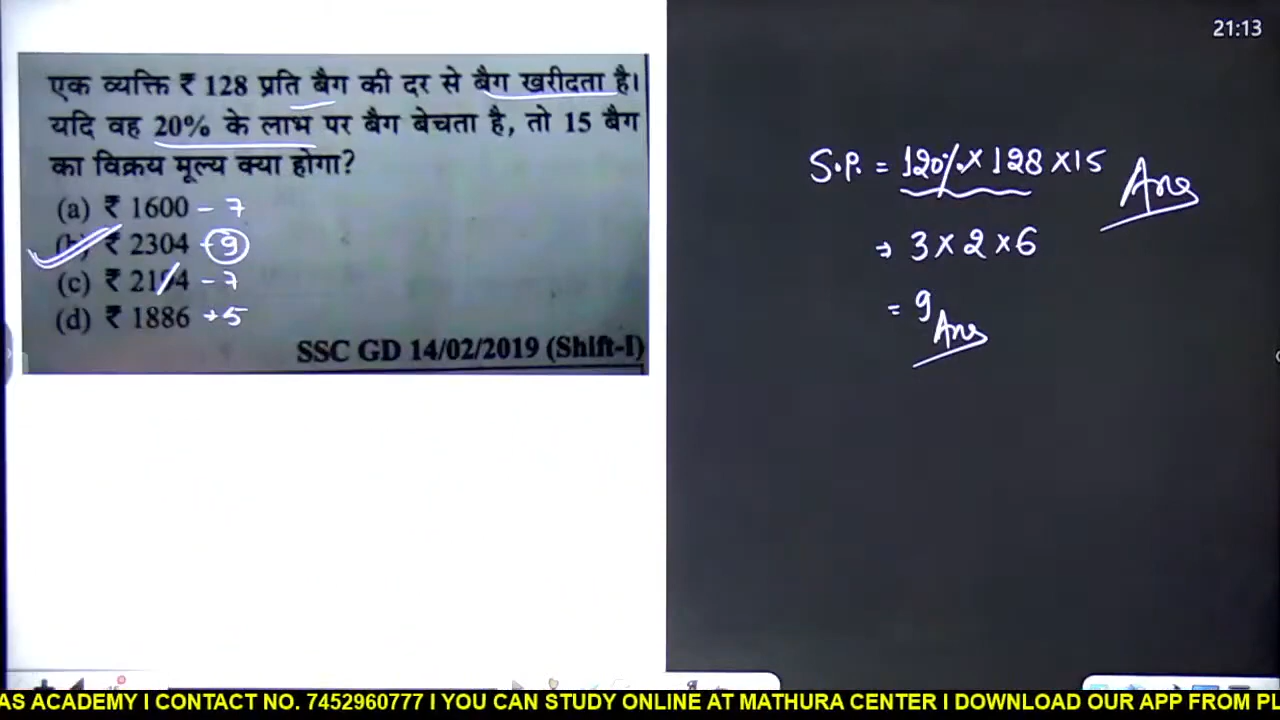 21:13
एक व्यक्ति ₹ 128 प्रति बैग की दर से बैग खरीदता है।
यदि वह 20% के लाभ पर बैग बेचता है, तो 15 बैग
का विक्रय मूल्य क्या होगा?
(a) ₹ 1600 – 7
(b) ₹ 2304 – 9
(c) ₹ 2194 – 7
(d) ₹ 1886 → 5
SSC GD 14/02/2019 (Shift-I)
S.P. = 120% × 128 × 15 Ans
→ 3 × 2 × 6
= 9 Ans
AS ACADEMY I CONTACT NO. 7452960777 I YOU CAN STUDY ONLINE AT MATHURA CENTER I DOWNLOAD OUR APP FROM PL